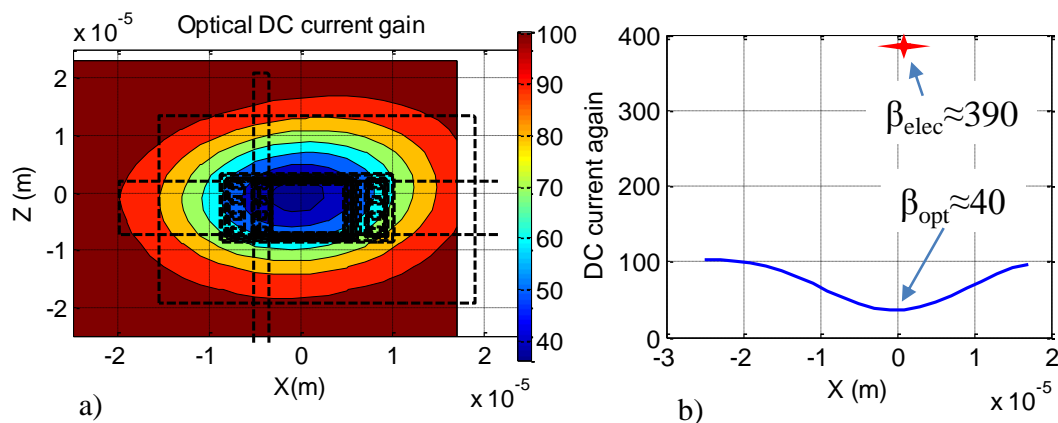 x 10⁻⁵
Optical DC current gain
2
1
0
-1
-2
Z (m)
-2
-1
0
1
2
X(m)
x 10⁻⁵
100
90
80
70
60
50
40
a)
b)
400
300
200
100
0
DC current again
-3
-2
-1
0
1
2
X (m)
x 10⁻⁵
βelec≈390
βopt≈40